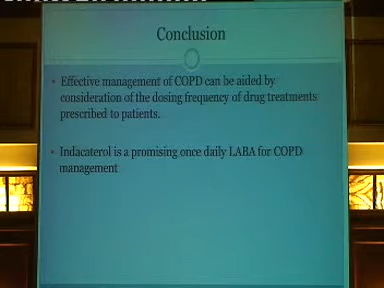 Conclusion
• Effective management of COPD can be aided by
consideration of the dosing frequency of drug treatments
prescribed to patients.
• Indacaterol is a promising once daily LABA for COPD
management